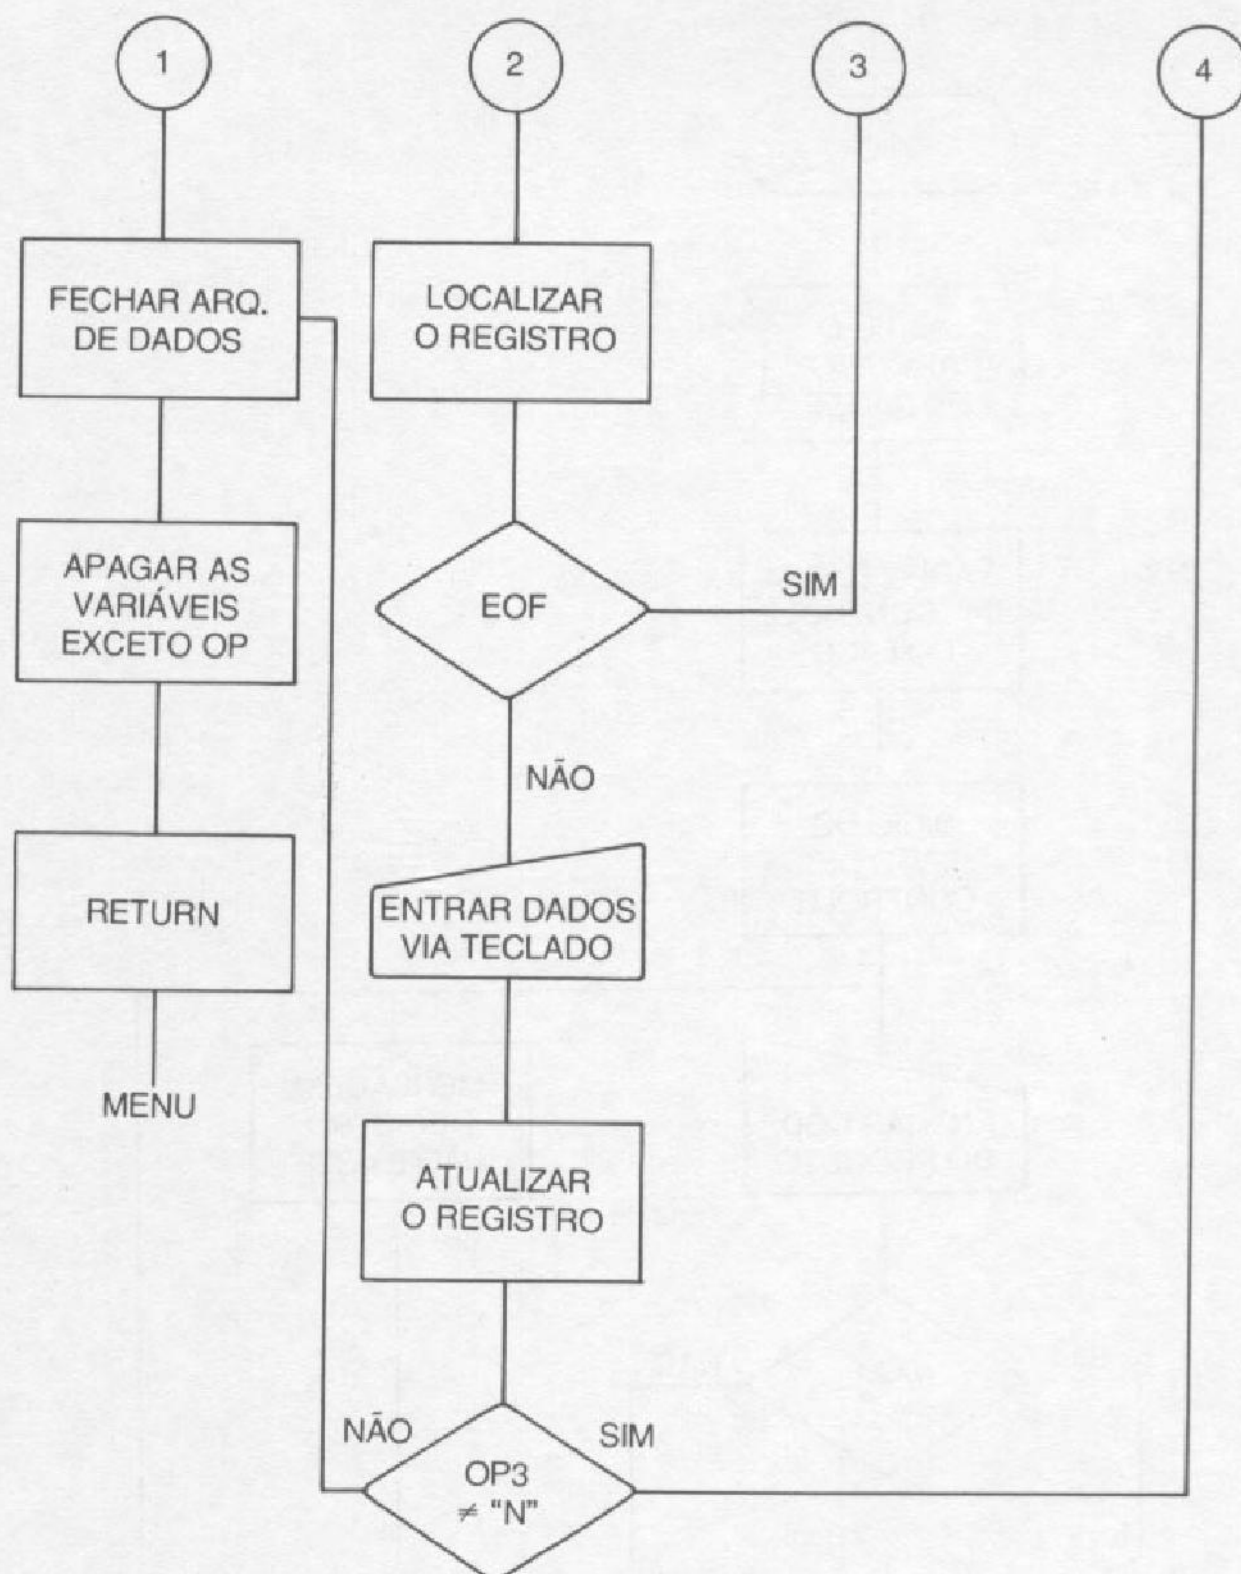 1
2
3
4
FECHAR ARQ.
DE DADOS
LOCALIZAR
O REGISTRO
APAGAR AS
VARIÁVEIS
EXCETO OP
EOF
SIM
NÃO
RETURN
ENTRAR DADOS
VIA TECLADO
MENU
ATUALIZAR
O REGISTRO
NÃO
SIM
OP3
≠ “N”